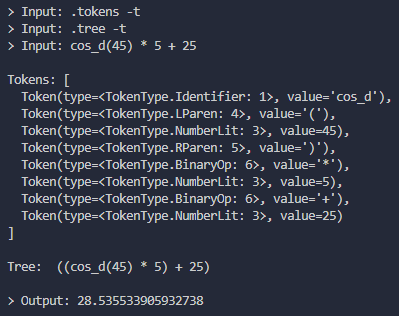 > Input: .tokens -t
> Input: .tree -t
> Input: cos_d(45) * 5 + 25
Tokens: [
  Token(type=<TokenType.Identifier: 1>, value='cos_d'),
  Token(type=<TokenType.LParen: 4>, value='('),
  Token(type=<TokenType.NumberLit: 3>, value=45),
  Token(type=<TokenType.RParen: 5>, value=')'),
  Token(type=<TokenType.BinaryOp: 6>, value='*'),
  Token(type=<TokenType.NumberLit: 3>, value=5),
  Token(type=<TokenType.BinaryOp: 6>, value='+'),
  Token(type=<TokenType.NumberLit: 3>, value=25)
]
Tree:  ((cos_d(45) * 5) + 25)
> Output: 28.535533905932738